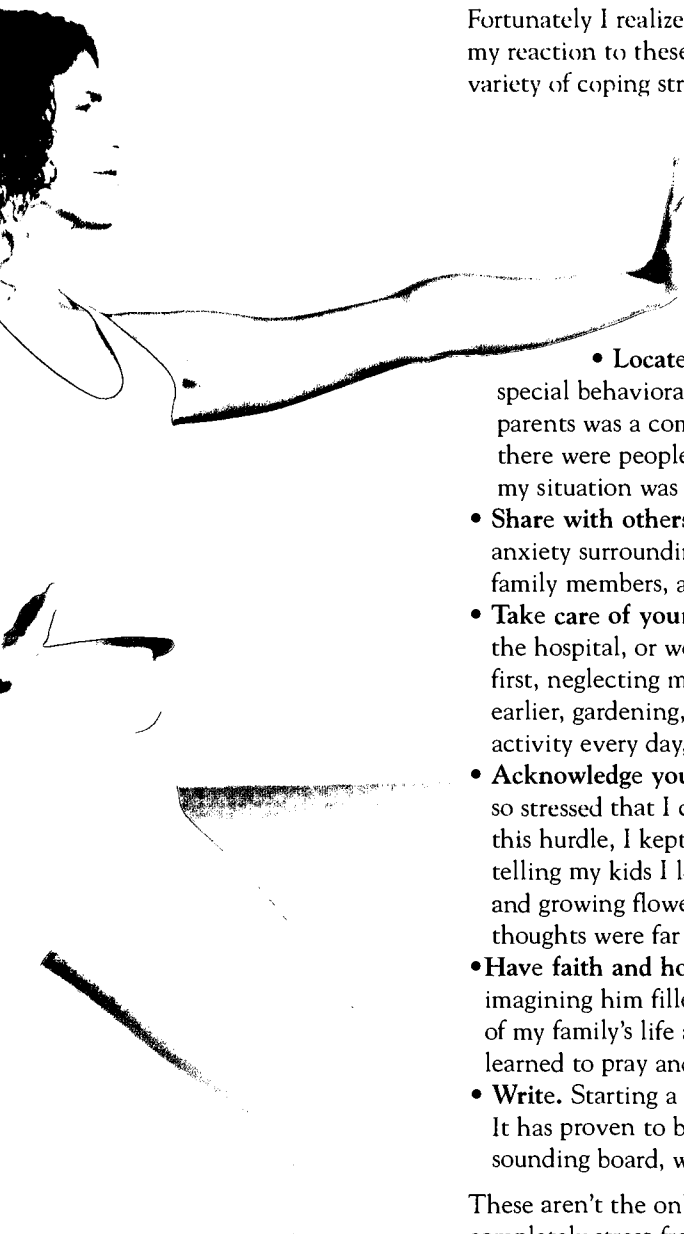 Fortunately I realize
my reaction to these
variety of coping str
• Locate
special behaviora
parents was a con
there were people
my situation was
• Share with others
anxiety surroundin
family members, a
• Take care of your
the hospital, or wo
first, neglecting m
earlier, gardening,
activity every day,
• Acknowledge you
so stressed that I c
this hurdle, I kept
telling my kids I l
and growing flowe
thoughts were far
•Have faith and ho
imagining him fille
of my family's life a
learned to pray and
• Write. Starting a
It has proven to b
sounding board, w
These aren't the on